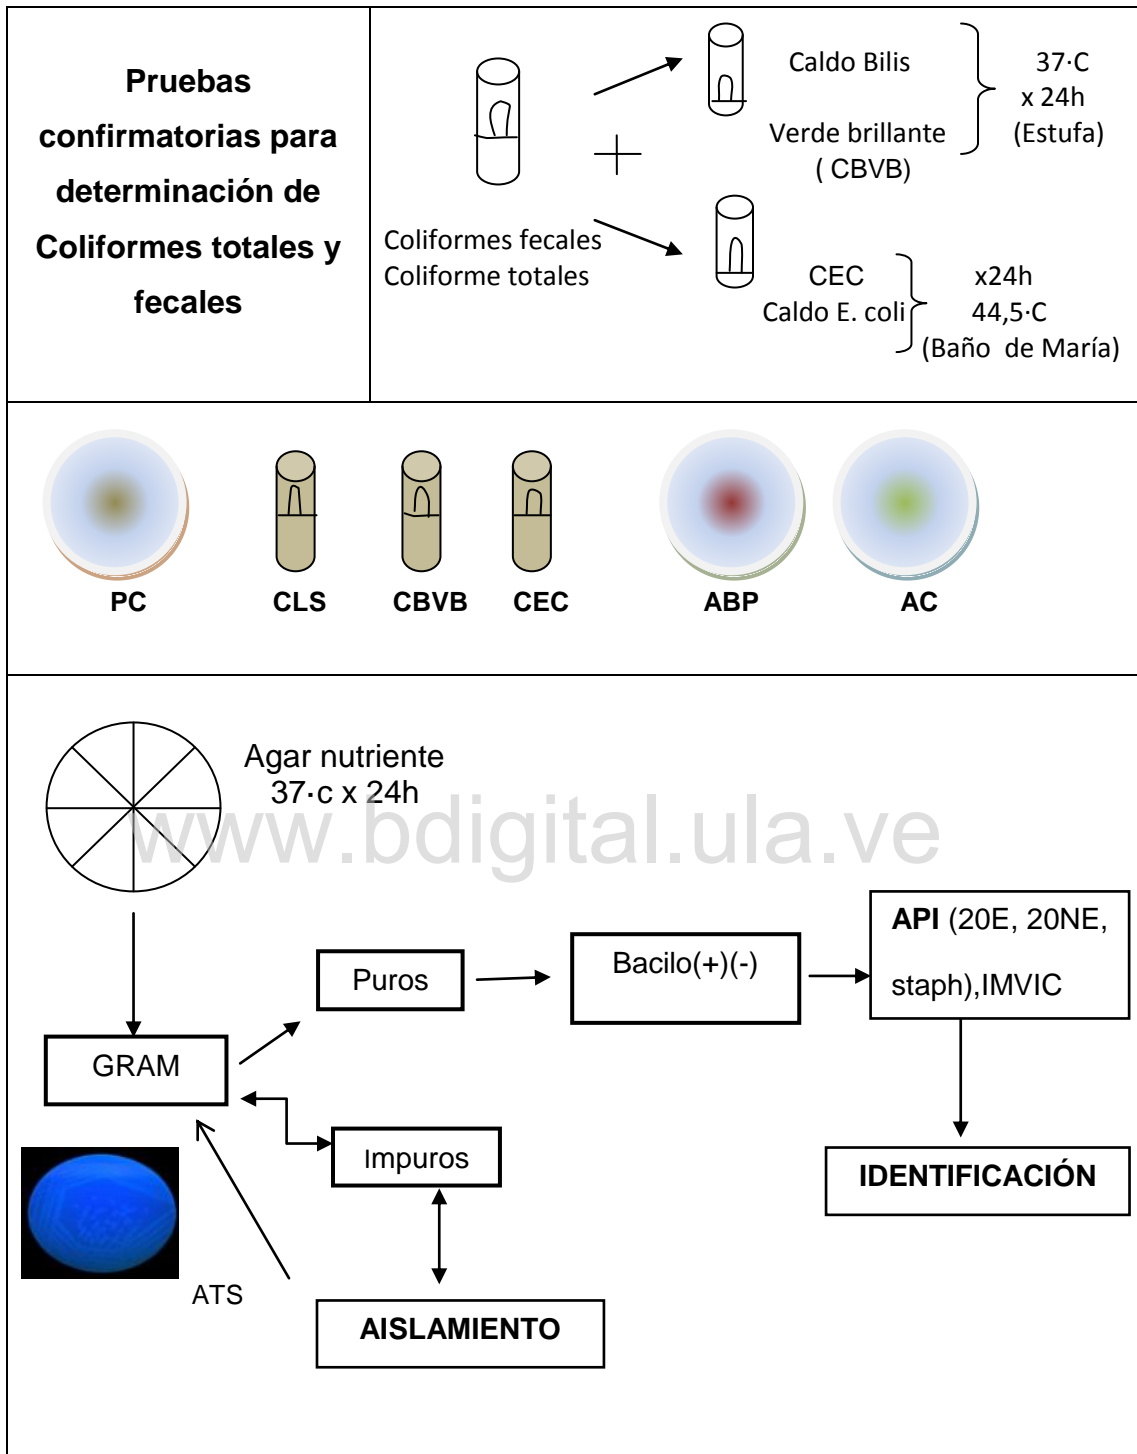 Pruebas
confirmatorias para
determinación de
Coliformes totales y
fecales
Caldo Bilis
Verde brillante
( CBVB)
37·C
x 24h
(Estufa)
Coliformes fecales
Coliforme totales
CEC
Caldo E. coli
x24h
44,5·C
(Baño de María)
PC
CLS
CBVB
CEC
ABP
AC
Agar nutriente
37·c x 24h
www.bdigital.ula.ve
GRAM
Puros
Bacilo(+)(-)
API (20E, 20NE,
staph),IMVIC
Impuros
IDENTIFICACIÓN
ATS
AISLAMIENTO